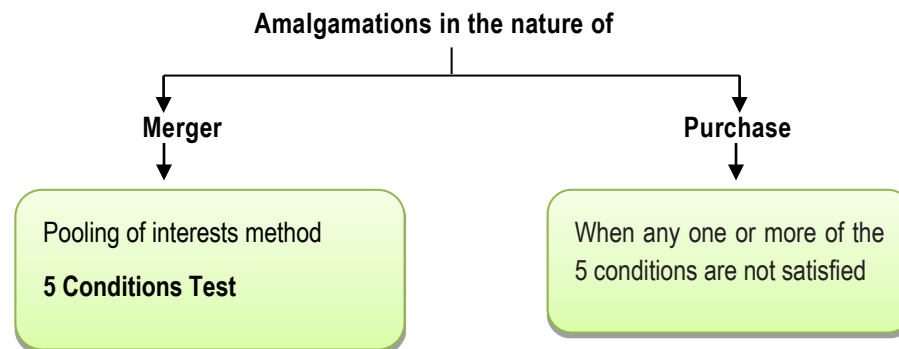 Amalgamations in the nature of
Merger
Purchase
Pooling of interests method
5 Conditions Test
When any one or more of the
5 conditions are not satisfied